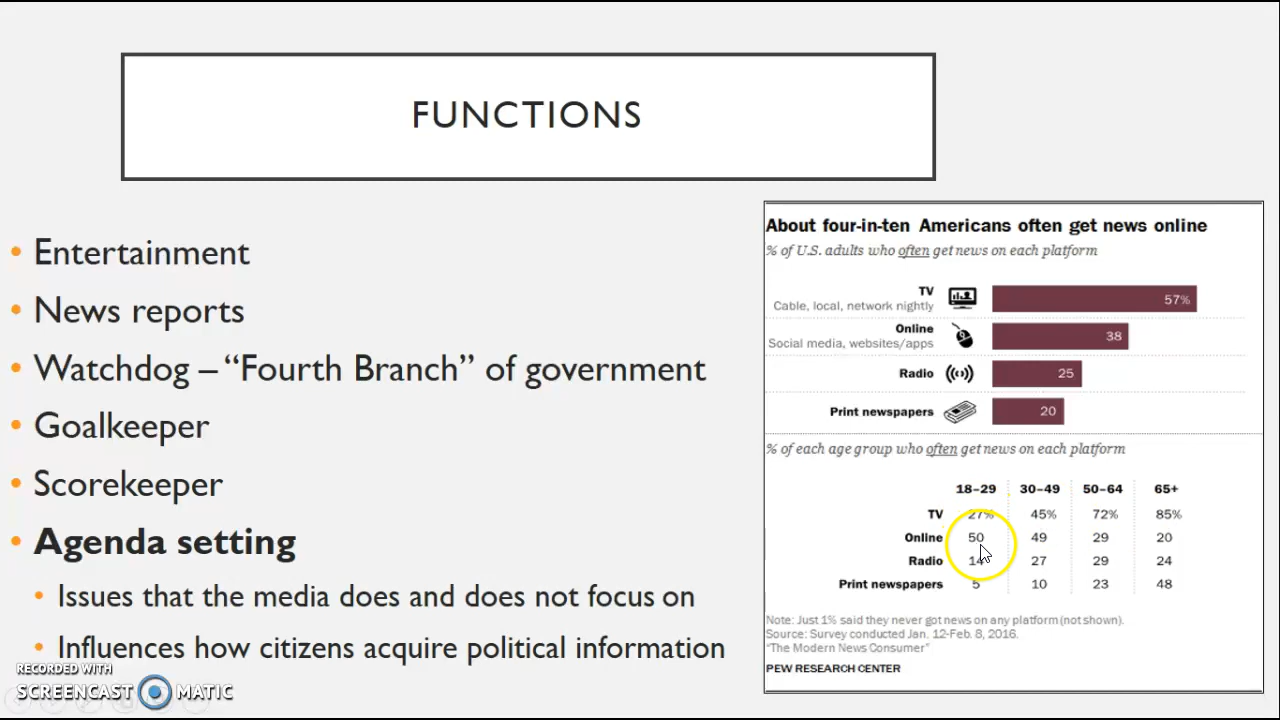 FUNCTIONS
• Entertainment
• News reports
• Watchdog – “Fourth Branch” of government
• Goalkeeper
• Scorekeeper
• Agenda setting
• Issues that the media does and does not focus on
• Influences how citizens acquire political information
RECORDED WITH
SCREENCAST MATIC
About four-in-ten Americans often get news online
% of U.S. adults who often get news on each platform
TV 57%
Cable, local, network nightly
Online 38
Social media, websites/apps
Radio 25
Print newspapers 20
% of each age group who often get news on each platform
18–29 30–49 50–64 65+
TV 27% 45% 72% 85%
Online 50 49 29 20
Radio 14 27 29 24
Print newspapers 5 10 23 48
Note: Just 1% said they never got news on any platform (not shown).
Source: Survey conducted Jan. 12-Feb. 8, 2016.
“The Modern News Consumer”
PEW RESEARCH CENTER